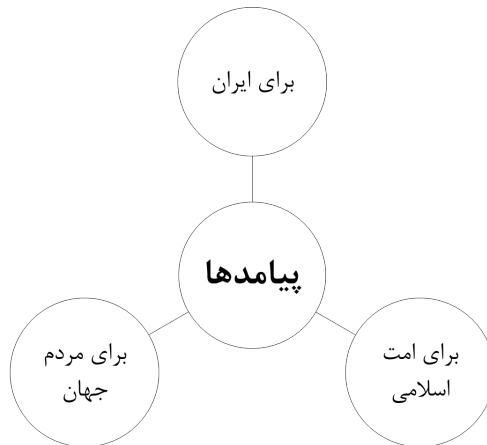 برای ایران
پیامدها
برای امت
اسلامی
برای مردم
جهان